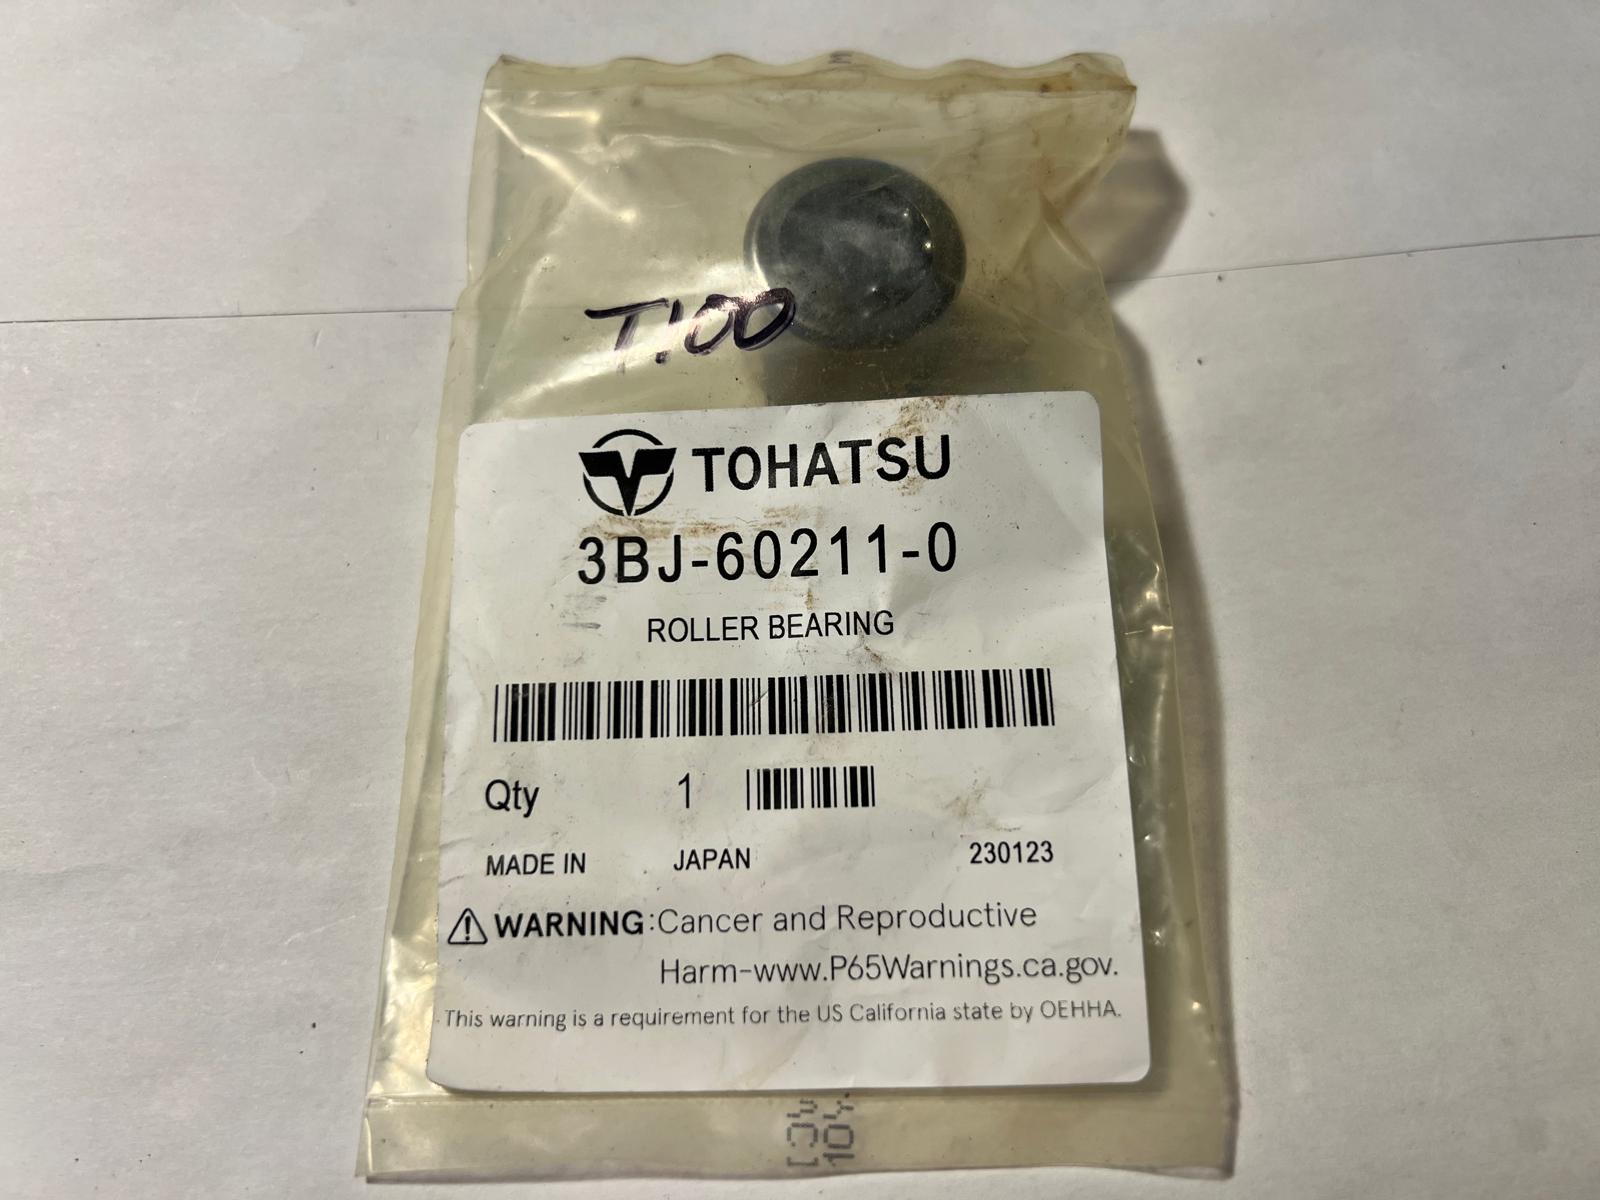 T100
TOHATSU
3BJ-60211-0
ROLLER BEARING
Qty 1
MADE IN JAPAN 230123
WARNING:Cancer and Reproductive
Harm-www.P65Warnings.ca.gov.
This warning is a requirement for the US California state by OEHHA.